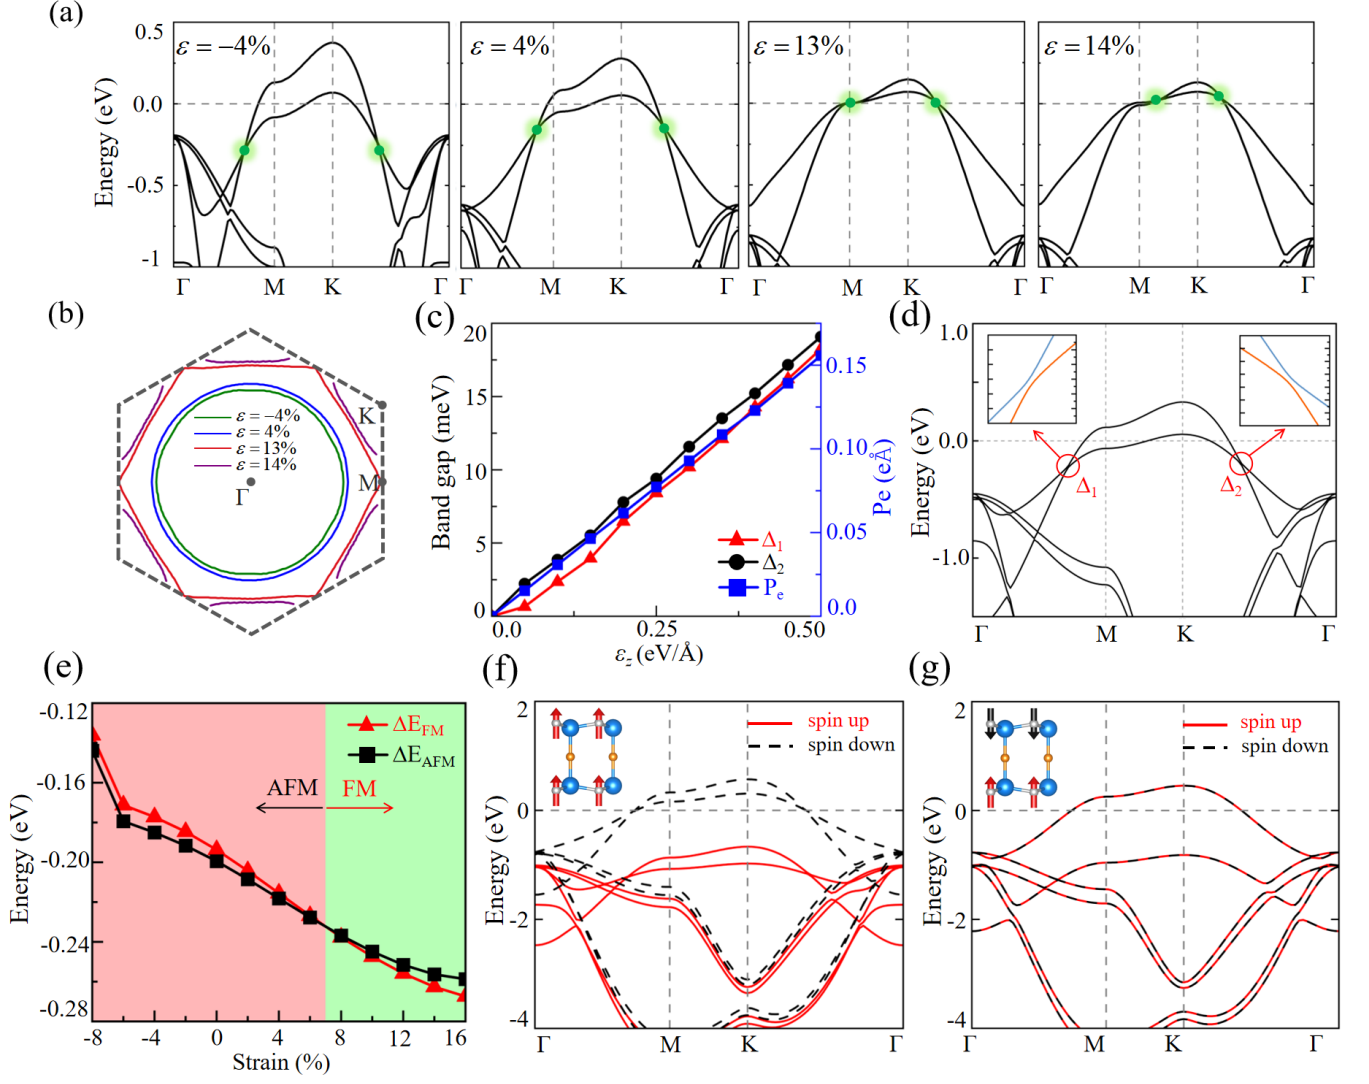 (a)
ε = −4%
ε = 4%
ε = 13%
ε = 14%
Energy (eV)
0.5
0.0
-0.5
-1
Γ M K Γ
Γ M K Γ
Γ M K Γ
Γ M K Γ
(b)
ε = −4%
ε = 4%
ε = 13%
ε = 14%
K
M
Γ
(c)
Band gap (meV)
20
15
10
5
0
0.0 0.25 0.50
ε_z (eV/Å)
Δ₁
Δ₂
Pₑ
0.15
0.10
0.05
0.0
Pe (eÅ)
(d)
Energy (eV)
1.0
0.0
-1.0
Δ₁
Δ₂
Γ M K Γ
(e)
Energy (eV)
-0.12
-0.16
-0.20
-0.24
-0.28
ΔE_FM
ΔE_AFM
AFM FM
-8 -4 0 4 8 12 16
Strain (%)
(f)
Energy (eV)
2
0
-2
-4
spin up
spin down
Γ M K Γ
(g)
Energy (eV)
2
0
-2
-4
spin up
spin down
Γ M K Γ